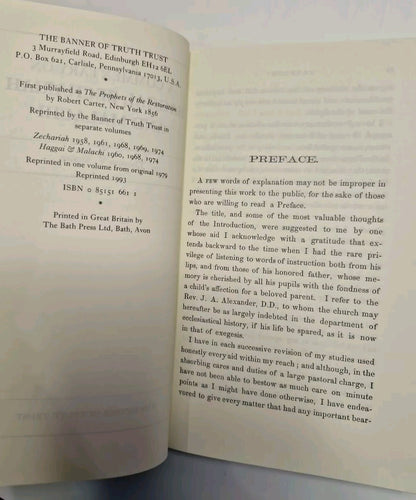 THE BANNER OF TRUTH TRUST
3 Murrayfield Road, Edinburgh EH12 6EL
P.O. Box 621, Carlisle, Pennsylvania 17013, U.S.A.
First published as The Prophets of the Restoration
by Robert Carter, New York 1856
Reprinted by the Banner of Truth Trust in
separate volumes
Zechariah 1958, 1961, 1968, 1969, 1974
Haggai & Malachi 1960, 1968, 1974
Reprinted in one volume from original 1979
Reprinted 1993
ISBN 0 85151 661 2
Printed in Great Britain by
The Bath Press Ltd, Bath, Avon
PREFACE.
A FEW words of explanation may not be improper in
presenting this work to the public, for the sake of those
who are willing to read a Preface.
The title, and some of the most valuable thoughts
of the Introduction, were suggested to me by one
whose aid I acknowledge with a gratitude that ex-
tends backward to the time when I had the rare pri-
vilege of listening to words of instruction both from his
lips, and from those of his honored father, whose me-
mory is cherished by all his pupils with the fondness of
a child's affection for a beloved parent. I refer to the
Rev. J. A. Alexander, D.D., to whom the church may
hereafter be as largely indebted in the department of
ecclesiastical history, if his life be spared, as it is now
in that of exegesis.
I have in each successive revision of my studies used
honestly every aid within my reach; and although, in the
absorbing cares and duties of a large pastoral charge, I
have not been able to bestow as much care on minute
points as I might have done otherwise, I have endea-
vored to give every matter that had any important bear-